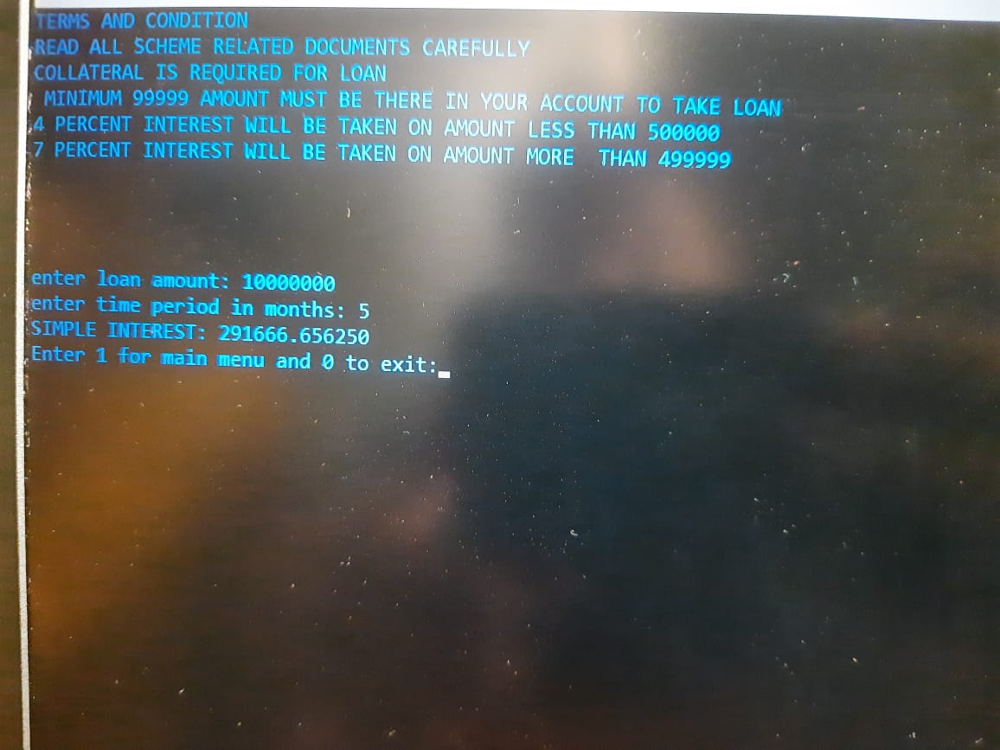 TERMS AND CONDITION
READ ALL SCHEME RELATED DOCUMENTS CAREFULLY
COLLATERAL IS REQUIRED FOR LOAN
MINIMUM 99999 AMOUNT MUST BE THERE IN YOUR ACCOUNT TO TAKE LOAN
4 PERCENT INTEREST WILL BE TAKEN ON AMOUNT LESS THAN 500000
7 PERCENT INTEREST WILL BE TAKEN ON AMOUNT MORE  THAN 499999
enter loan amount: 10000000
enter time period in months: 5
SIMPLE INTEREST: 291666.656250
Enter 1 for main menu and 0 to exit: